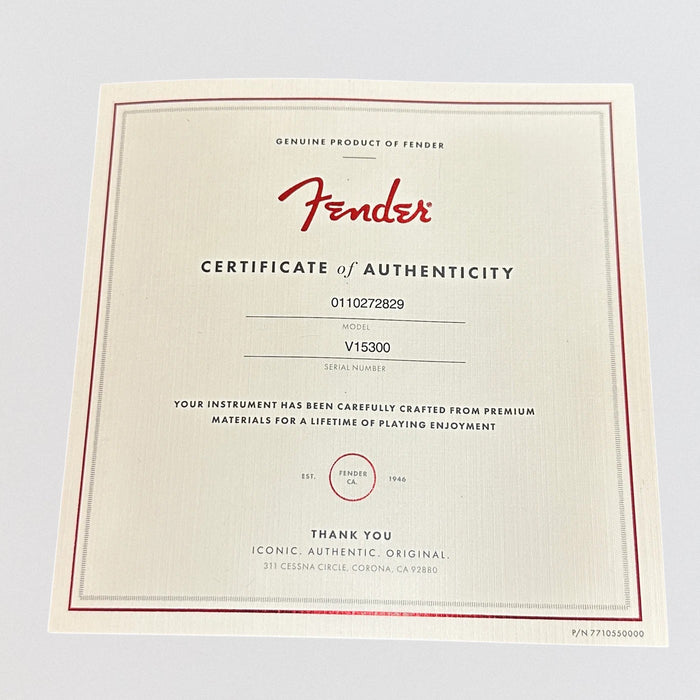 GENUINE PRODUCT OF FENDER
Fender
CERTIFICATE of AUTHENTICITY
0110272829
MODEL
V15300
SERIAL NUMBER
YOUR INSTRUMENT HAS BEEN CAREFULLY CRAFTED FROM PREMIUM
MATERIALS FOR A LIFETIME OF PLAYING ENJOYMENT
EST. FENDER CA. 1946
THANK YOU
ICONIC. AUTHENTIC. ORIGINAL.
311 CESSNA CIRCLE, CORONA, CA 92880
P/N 7710550000